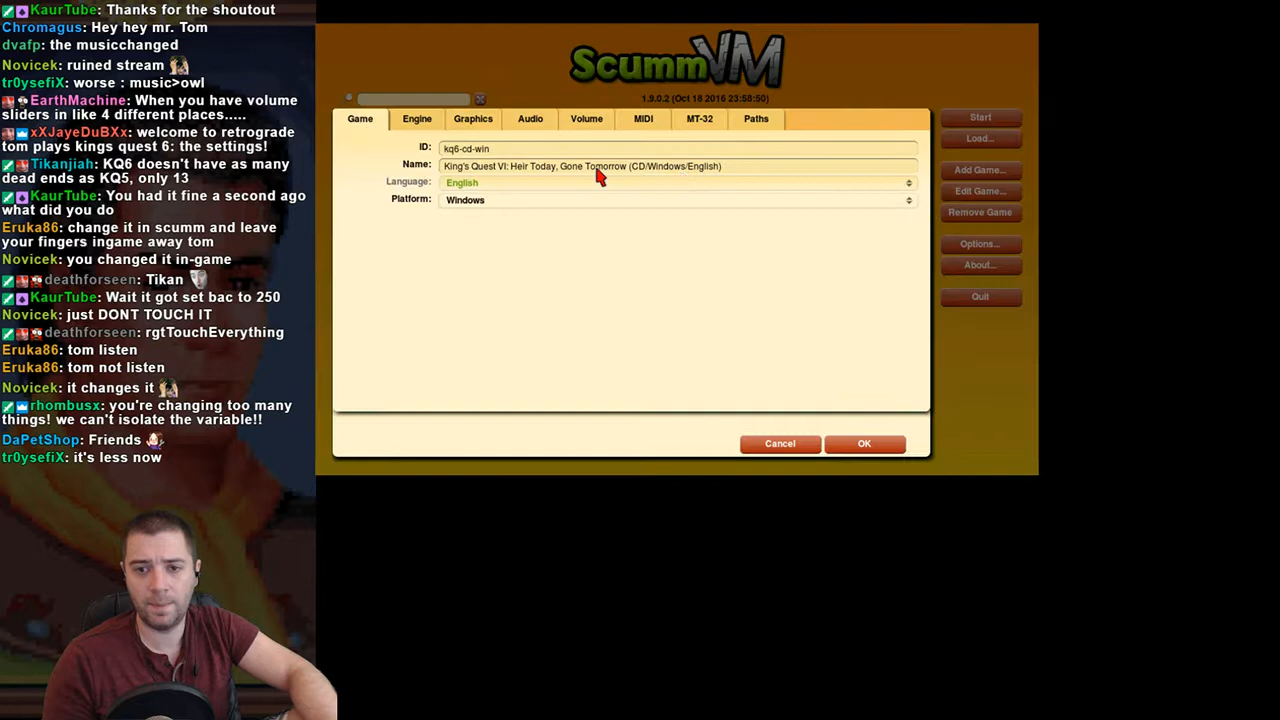 KaurTube: Thanks for the shoutout
Chromagus: Hey hey mr. Tom
dvafp: the musicchanged
Novicek: ruined stream
tr0ysefiX: worse : music>owl
EarthMachine: When you have volume
sliders in like 4 different places.....
xXJayeDuBXx: welcome to retrograde
tom plays kings quest 6: the settings!
Tikanjiah: KQ6 doesn't have as many
dead ends as KQ5, only 13
KaurTube: You had it fine a second ago
what did you do
Eruka86: change it in scumm and leave
your fingers ingame away tom
Novicek: you changed it in-game
deathforseen: Tikan
KaurTube: Wait it got set bac to 250
Novicek: just DONT TOUCH IT
deathforseen: rgtTouchEverything
Eruka86: tom listen
Eruka86: tom not listen
Novicek: it changes it
rhombusx: you're changing too many
things! we can't isolate the variable!!
DaPetShop: Friends
tr0ysefiX: it's less now
ScummVM
1.9.0.2 (Oct 18 2016 23:58:50)
Game Engine Graphics Audio Volume MIDI MT-32 Paths
ID: kq6-cd-win
Name: King's Quest VI: Heir Today, Gone Tomorrow (CD/Windows/English)
Language: English
Platform: Windows
Cancel OK
Start
Load...
Add Game...
Edit Game...
Remove Game
Options...
About...
Quit